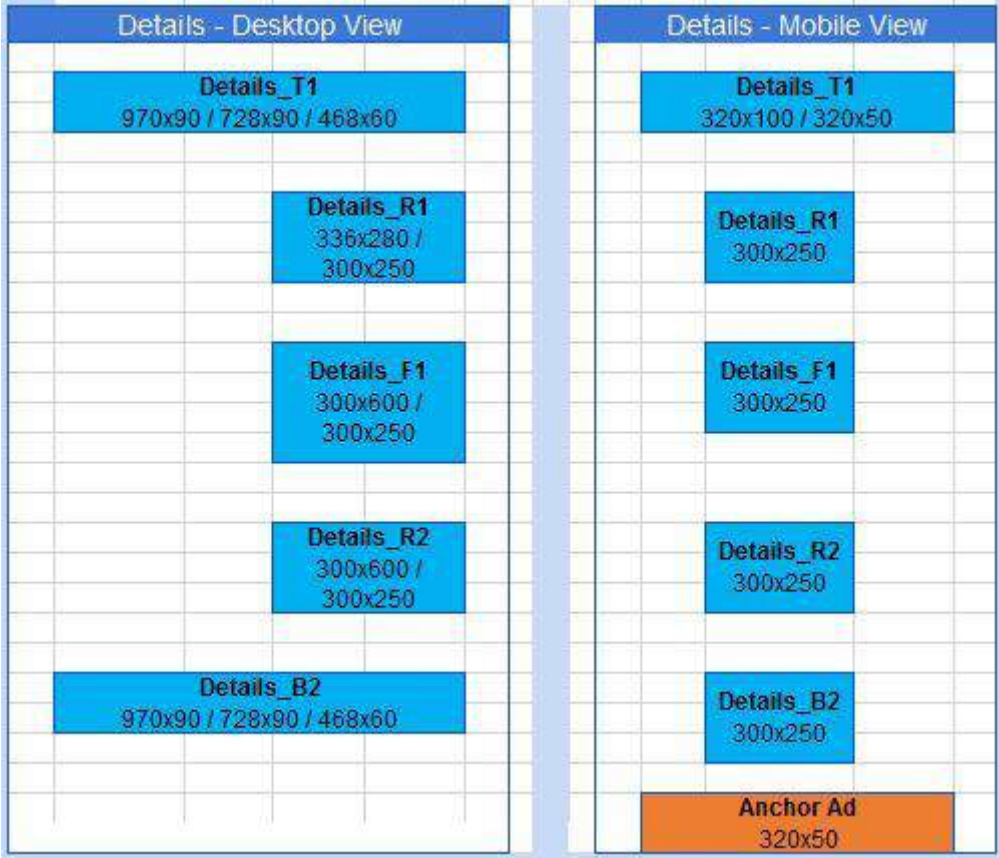 Details - Desktop View
Details_T1
970x90 / 728x90 / 468x60
Details_R1
336x280 /
300x250
Details_F1
300x600 /
300x250
Details_R2
300x600 /
300x250
Details_B2
970x90 / 728x90 / 468x60
Details - Mobile View
Details_T1
320x100 / 320x50
Details_R1
300x250
Details_F1
300x250
Details_R2
300x250
Details_B2
300x250
Anchor Ad
320x50